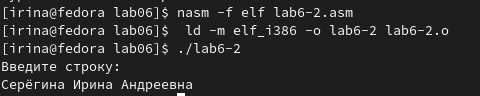 [irina@fedora lab06]$ nasm -f elf lab6-2.asm
[irina@fedora lab06]$  ld -m elf_i386 -o lab6-2 lab6-2.o
[irina@fedora lab06]$ ./lab6-2
Введите строку:
Серёгина Ирина Андреевна